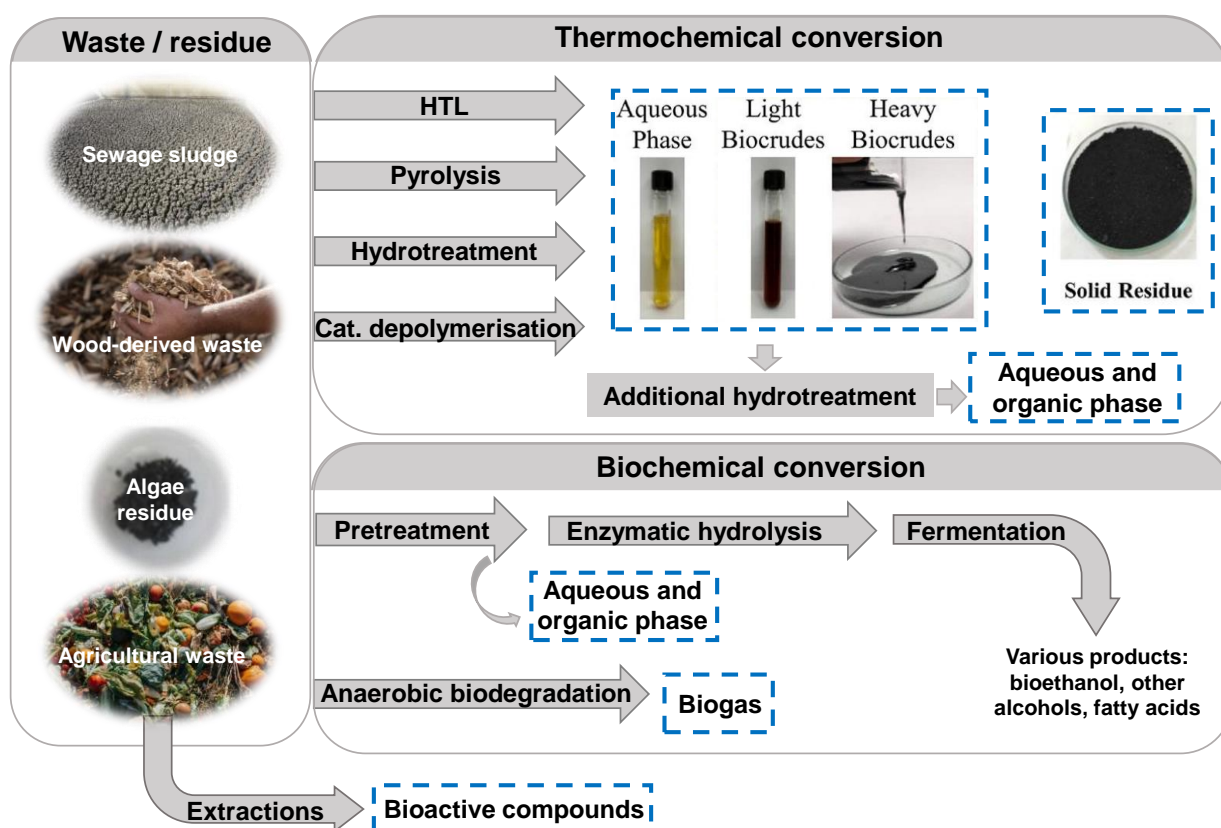 Waste / residue
Sewage sludge
Wood-derived waste
Algae
residue
Agricultural waste
Thermochemical conversion
HTL
Pyrolysis
Hydrotreatment
Cat. depolymerisation
Aqueous
Phase
Light
Biocrudes
Heavy
Biocrudes
Solid Residue
Additional hydrotreatment
Aqueous and
organic phase
Biochemical conversion
Pretreatment
Enzymatic hydrolysis
Fermentation
Aqueous and
organic phase
Various products:
bioethanol, other
alcohols, fatty acids
Anaerobic biodegradation
Biogas
Extractions
Bioactive compounds